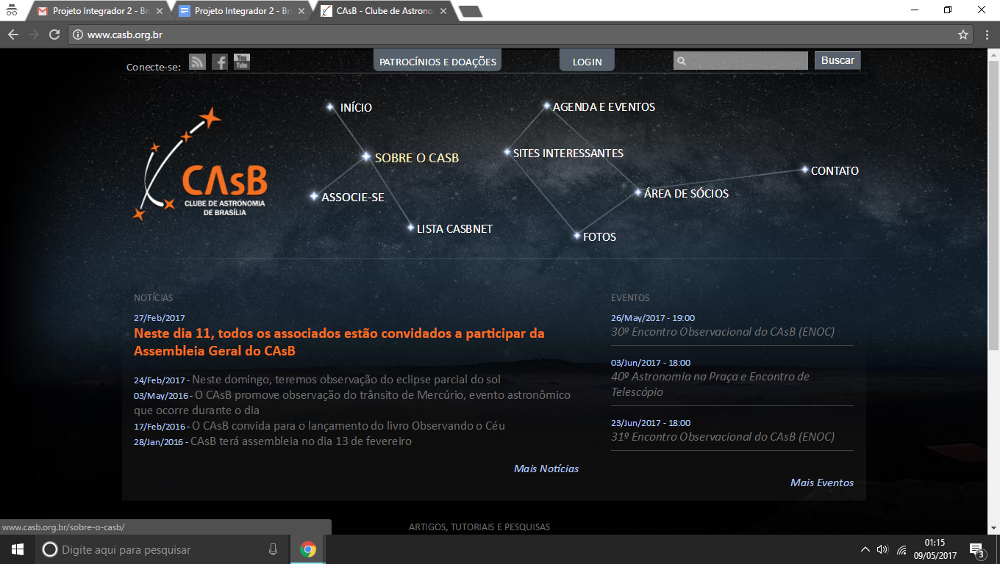 Projeto Integrador 2 - Br
Projeto Integrador 2 - Br
CAsB - Clube de Astrono
www.casb.org.br
Conecte-se:
You
Tube
PATROCÍNIOS E DOAÇÕES
LOGIN
Buscar
INÍCIO
AGENDA E EVENTOS
SOBRE O CASB
SITES INTERESSANTES
CONTATO
ASSOCIE-SE
ÁREA DE SÓCIOS
LISTA CASBNET
FOTOS
CAsB
CLUBE DE ASTRONOMIA
DE BRASÍLIA
NOTÍCIAS
27/Feb/2017
Neste dia 11, todos os associados estão convidados a participar da
Assembleia Geral do CAsB
24/Feb/2017 - Neste domingo, teremos observação do eclipse parcial do sol
03/May/2016 - O CAsB promove observação do trânsito de Mercúrio, evento astronômico
que ocorre durante o dia
17/Feb/2016 - O CAsB convida para o lançamento do livro Observando o Céu
28/Jan/2016 - CAsB terá assembleia no dia 13 de fevereiro
Mais Notícias
EVENTOS
26/May/2017 - 19:00
30º Encontro Observacional do CAsB (ENOC)
03/Jun/2017 - 18:00
40º Astronomia na Praça e Encontro de
Telescópio
23/Jun/2017 - 18:00
31º Encontro Observacional do CAsB (ENOC)
Mais Eventos
ARTIGOS, TUTORIAIS E PESQUISAS
www.casb.org.br/sobre-o-casb/
Digite aqui para pesquisar
01:15
09/05/2017
3